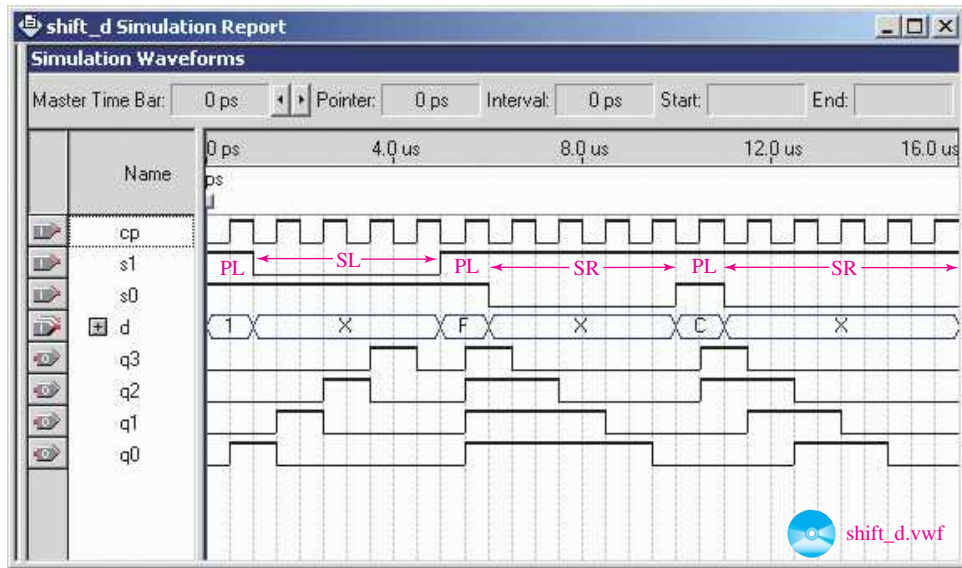 shift_d Simulation Report
Simulation Waveforms
Master Time Bar: 0 ps Pointer: 0 ps Interval: 0 ps Start: End:
Name
0 ps 4.0 us 8.0 us 12.0 us 16.0 us
ps
cp
s1 PL SL PL SR PL SR
s0
d 1 X F X C X
q3
q2
q1
q0
shift_d.vwf